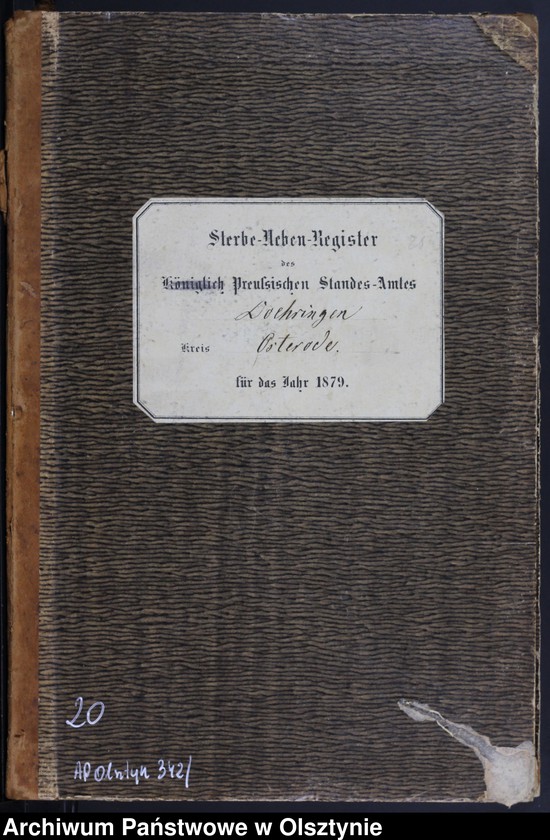 Sterbe-Neben-Register
des
Königlich Preußischen Standes-Amtes
Doehringen
Kreis Osterode.
für das Jahr 1879.
20
AP Olsztyn 342/
Archiwum Państwowe w Olsztynie